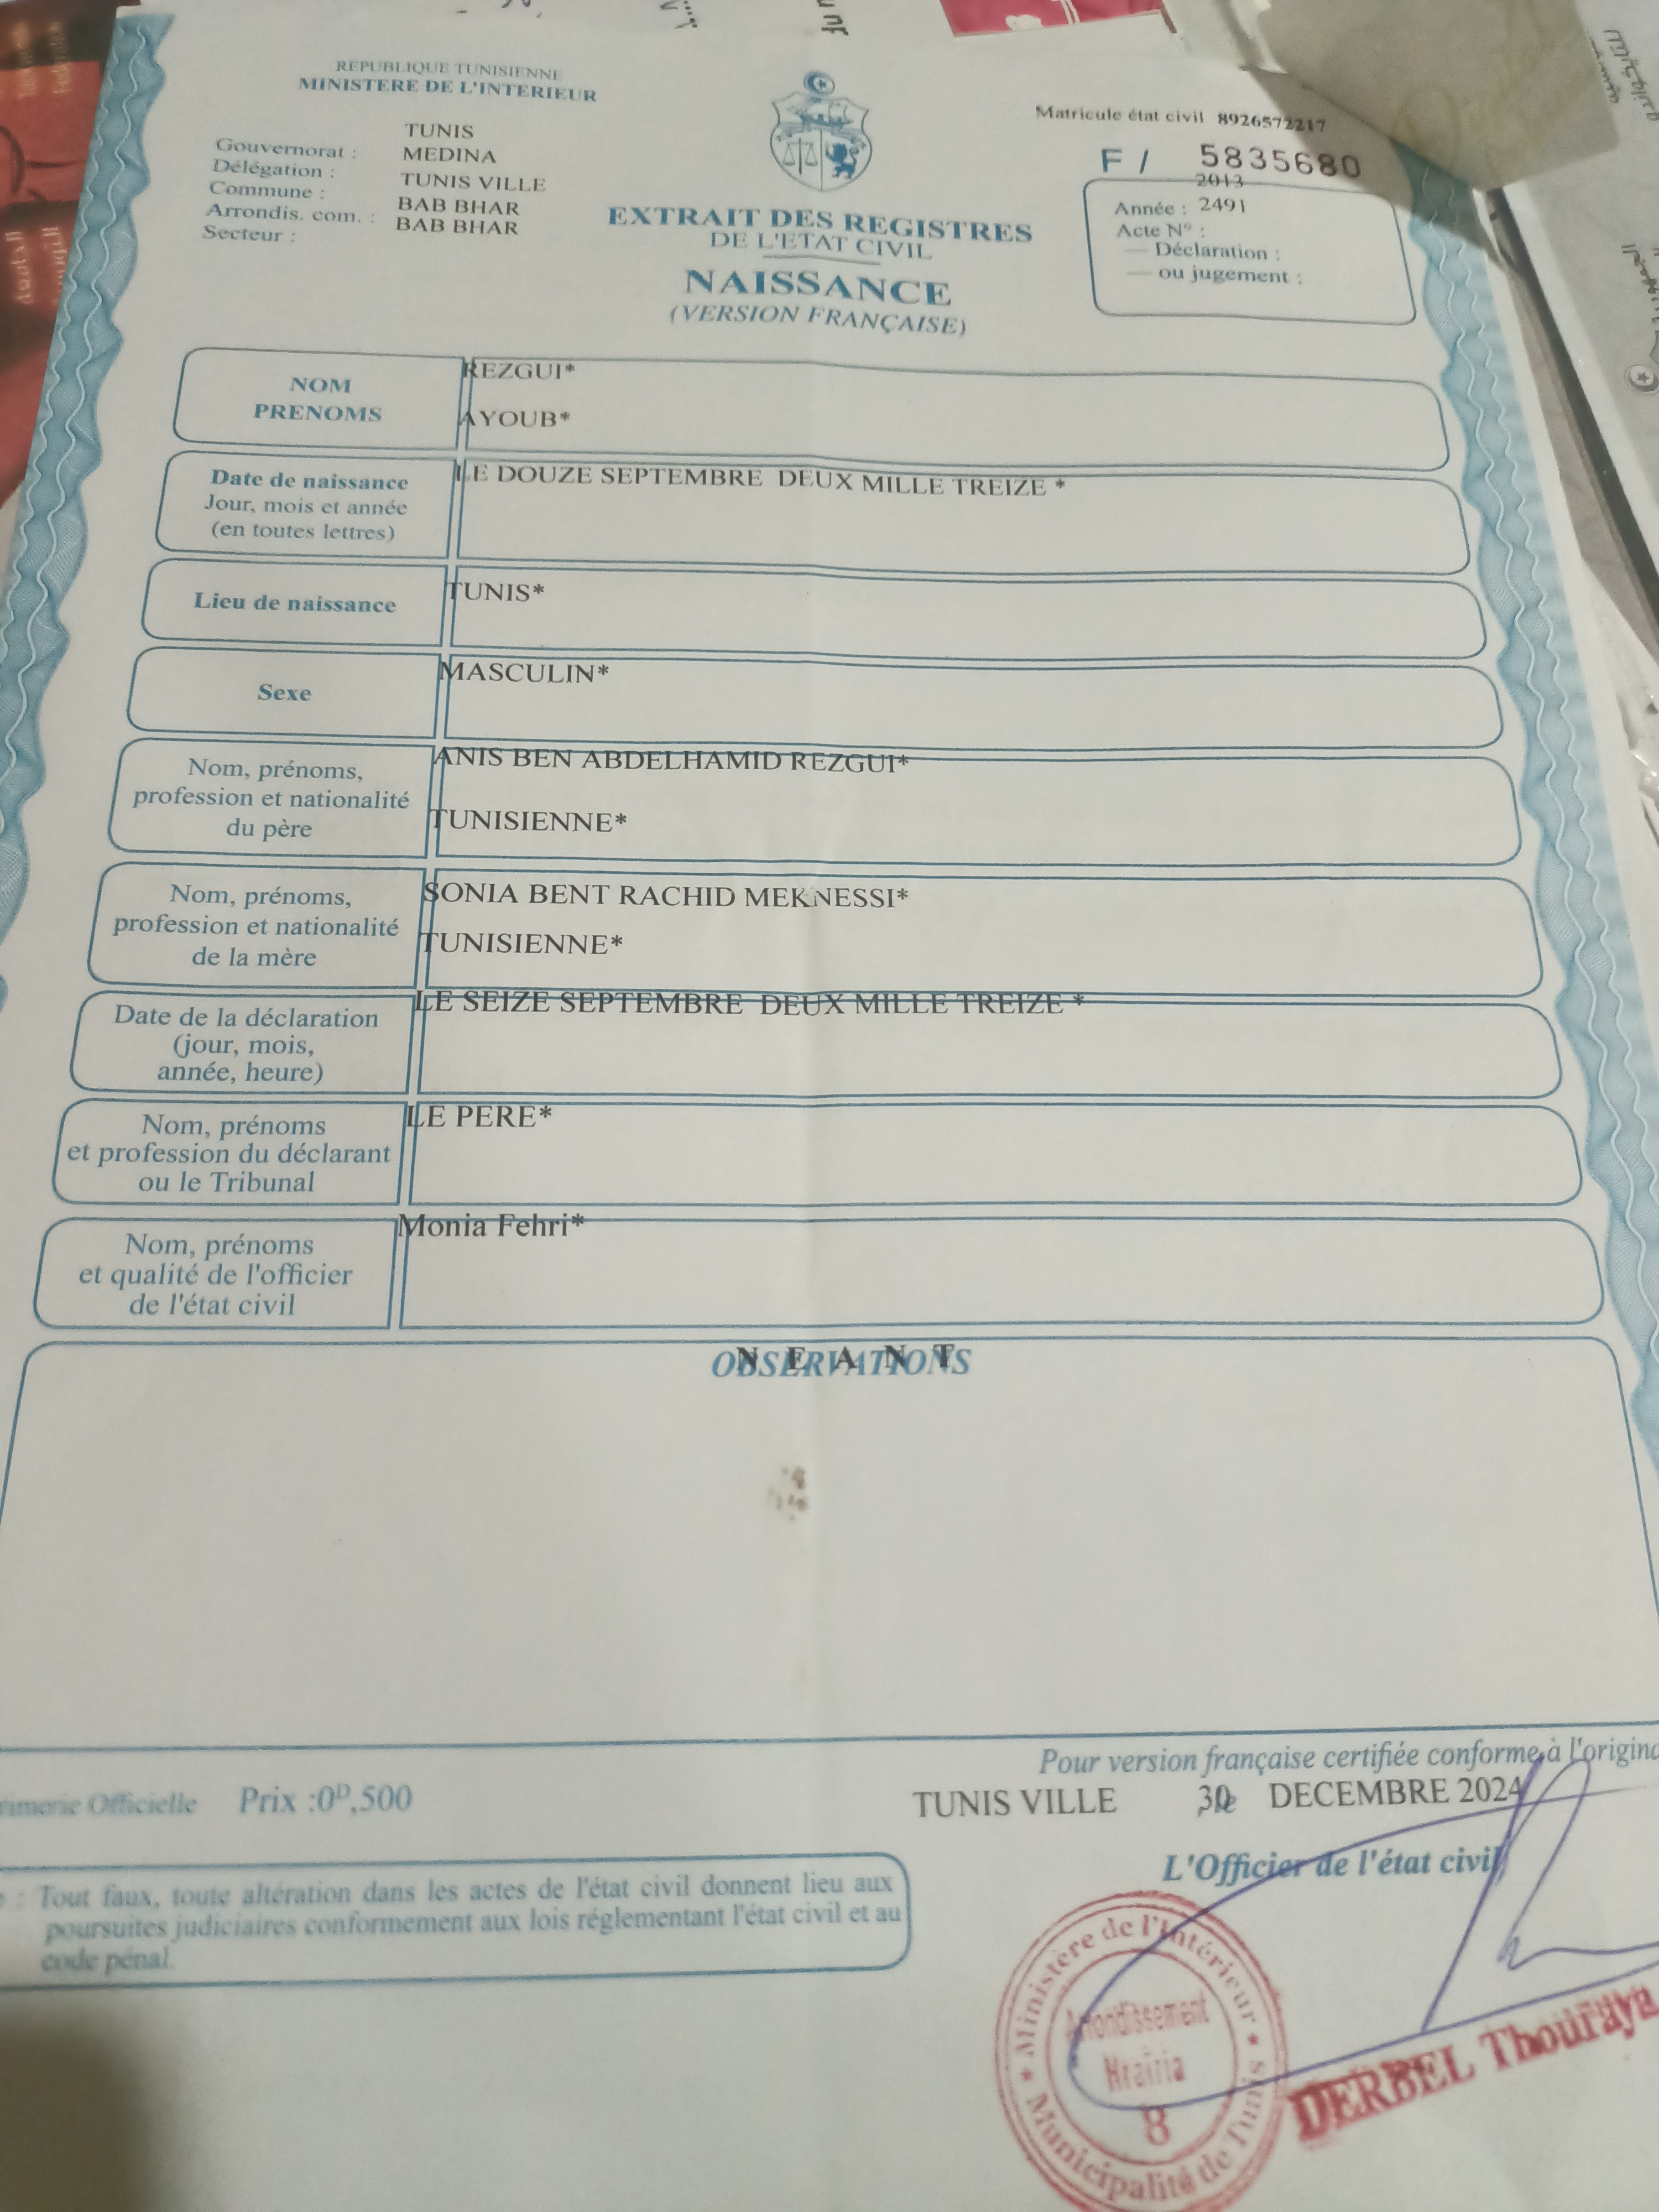 REPUBLIQUE TUNISIENNE
MINISTERE DE L'INTERIEUR
Gouvernorat : TUNIS
Délégation : MEDINA
Commune : TUNIS VILLE
Arrondis. com. : BAB BHAR
Secteur : BAB BHAR
EXTRAIT DES REGISTRES
DE L'ETAT CIVIL
NAISSANCE
(VERSION FRANÇAISE)
Matricule état civil 8926572217
F / 5835680
2013
Année : 2491
Acte N° :
— Déclaration :
— ou jugement :
NOM REZGUI*
PRENOMS AYOUB*
Date de naissance LE DOUZE SEPTEMBRE DEUX MILLE TREIZE *
Jour, mois et année
(en toutes lettres)
Lieu de naissance TUNIS*
Sexe MASCULIN*
Nom, prénoms, ANIS BEN ABDELHAMID REZGUI*
profession et nationalité
du père TUNISIENNE*
Nom, prénoms, SONIA BENT RACHID MEKNESSI*
profession et nationalité
de la mère TUNISIENNE*
Date de la déclaration LE SEIZE SEPTEMBRE DEUX MILLE TREIZE *
(jour, mois,
année, heure)
Nom, prénoms LE PERE*
et profession du déclarant
ou le Tribunal
Nom, prénoms Monia Fehri*
et qualité de l'officier
de l'état civil
OBSERVATIONS
N E A N T
Pour version française certifiée conforme à l'origina
TUNIS VILLE 30 DECEMBRE 2024
rimerie Officielle Prix :0ᴰ,500
L'Officier de l'état civil
: Tout faux, toute altération dans les actes de l'état civil donnent lieu aux
poursuites judiciaires conformement aux lois réglementant l'état civil et au
code pénal.
* Ministère de l'Intérieur *
Arrondissement
Hraïria
8
Municipalité de Tunis
DERBEL Thouraya